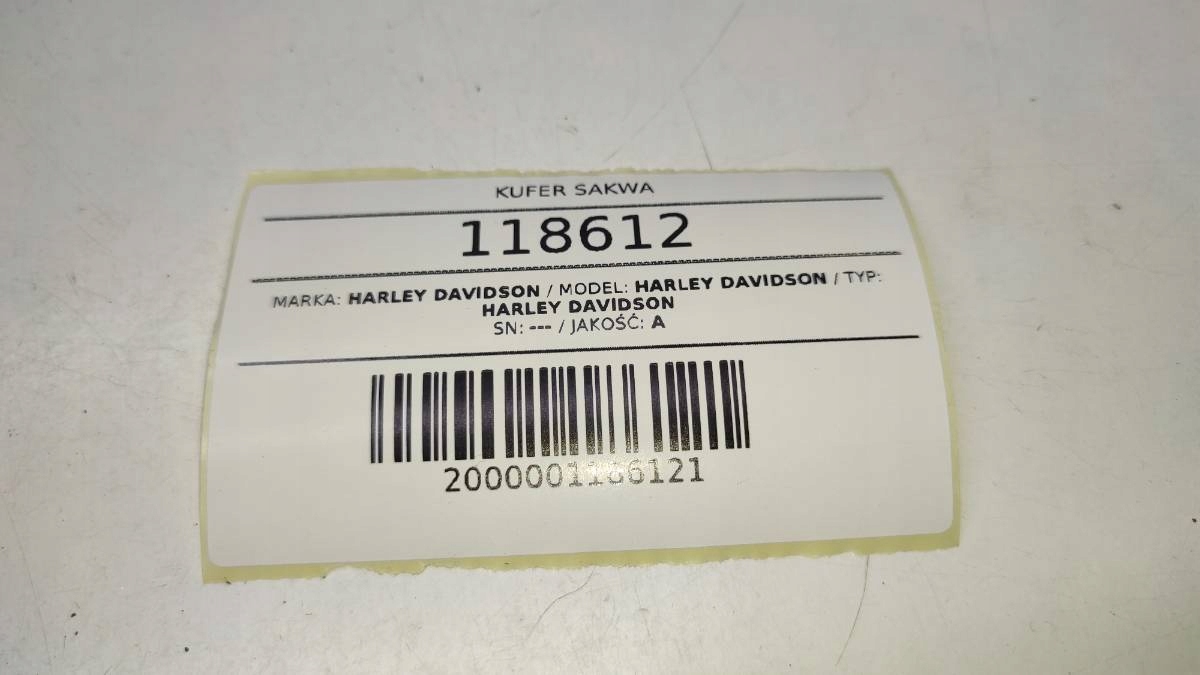 KUFER SAKWA
118612
MARKA: HARLEY DAVIDSON / MODEL: HARLEY DAVIDSON / TYP:
HARLEY DAVIDSON
SN: --- / JAKOŚĆ: A
2000001186121